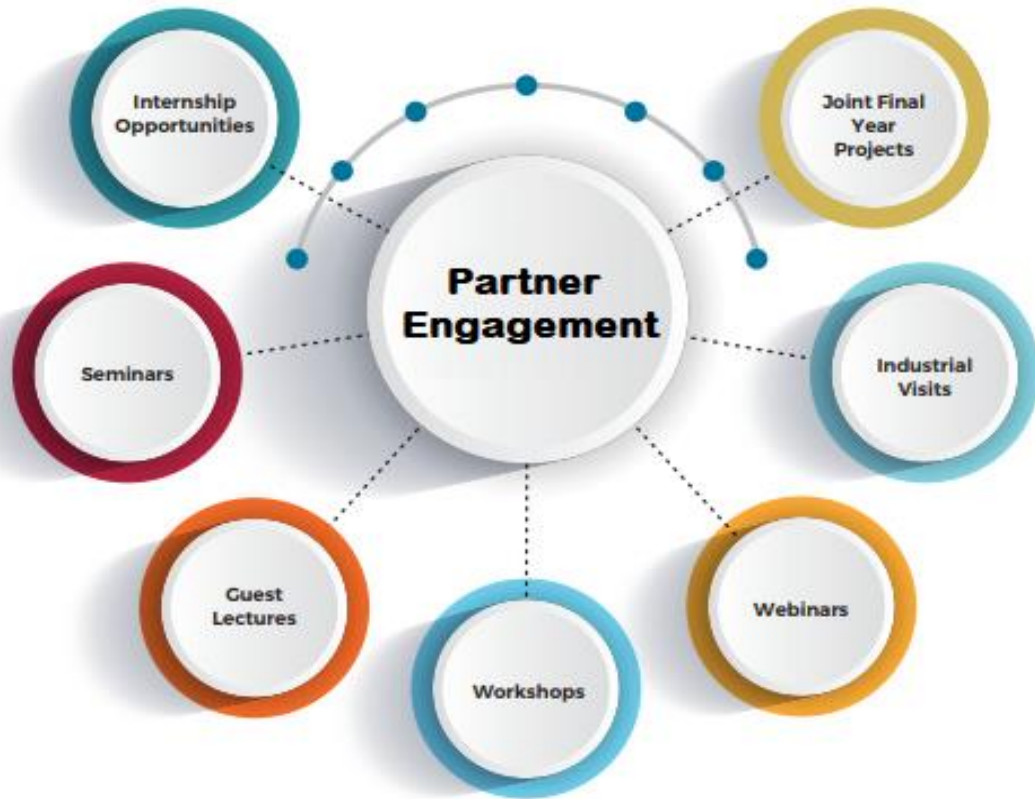 Internship
Opportunities
Joint Final
Year
Projects
Partner
Engagement
Seminars
Industrial
Visits
Guest
Lectures
Webinars
Workshops